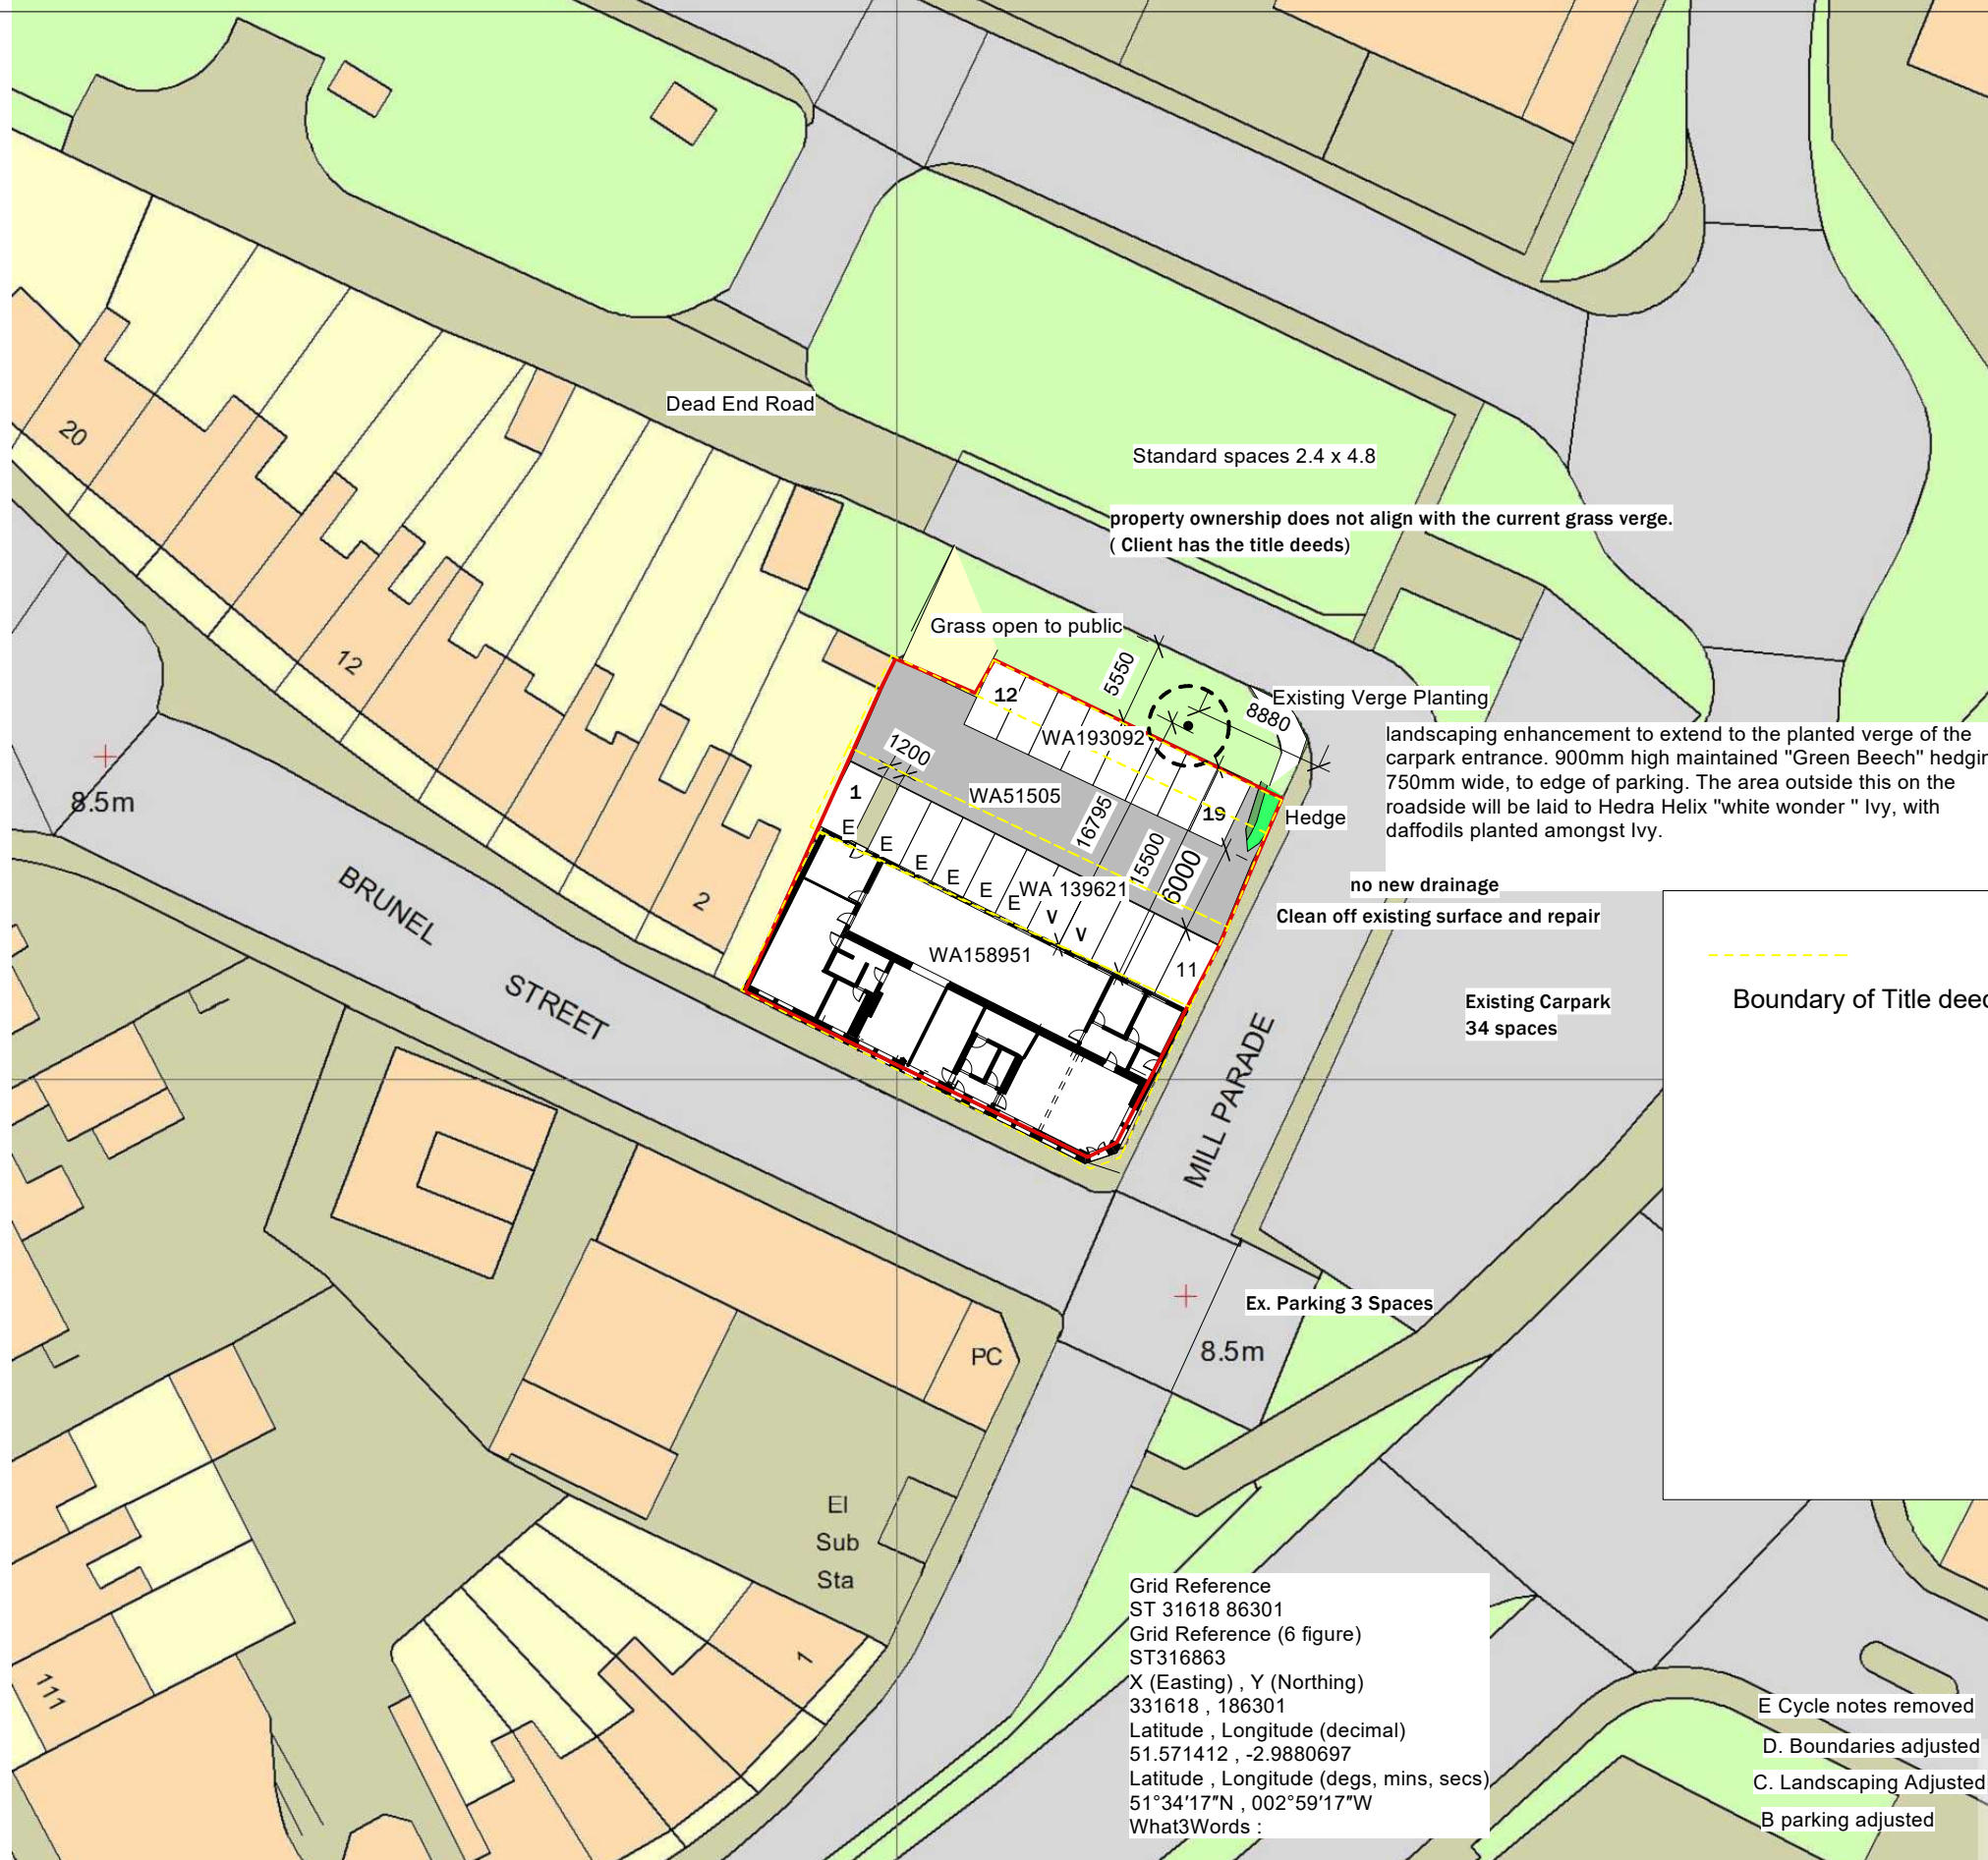 20
Dead End Road
Standard spaces 2.4 x 4.8
property ownership does not align with the current grass verge.
( Client has the title deeds)
Grass open to public
12
12
5550
Existing Verge Planting
8880
WA193092
landscaping enhancement to extend to the planted verge of the
carpark entrance. 900mm high maintained "Green Beech" hedgin
750mm wide, to edge of parking. The area outside this on the
roadside will be laid to Hedra Helix "white wonder " Ivy, with
daffodils planted amongst Ivy.
1200
8.5m
1
WA51505
16795
19
Hedge
E
E
E
E
E
E
15500
6000
WA 139621
V
V
no new drainage
Clean off existing surface and repair
2
BRUNEL
STREET
WA158951
11
Existing Carpark
34 spaces
Boundary of Title deed
MILL PARADE
Ex. Parking 3 Spaces
8.5m
PC
El
Sub
Sta
1
111
Grid Reference
ST 31618 86301
Grid Reference (6 figure)
ST316863
X (Easting) , Y (Northing)
331618 , 186301
Latitude , Longitude (decimal)
51.571412 , -2.9880697
Latitude , Longitude (degs, mins, secs)
51°34′17″N , 002°59′17″W
What3Words :
E Cycle notes removed
D. Boundaries adjusted
C. Landscaping Adjusted
B parking adjusted